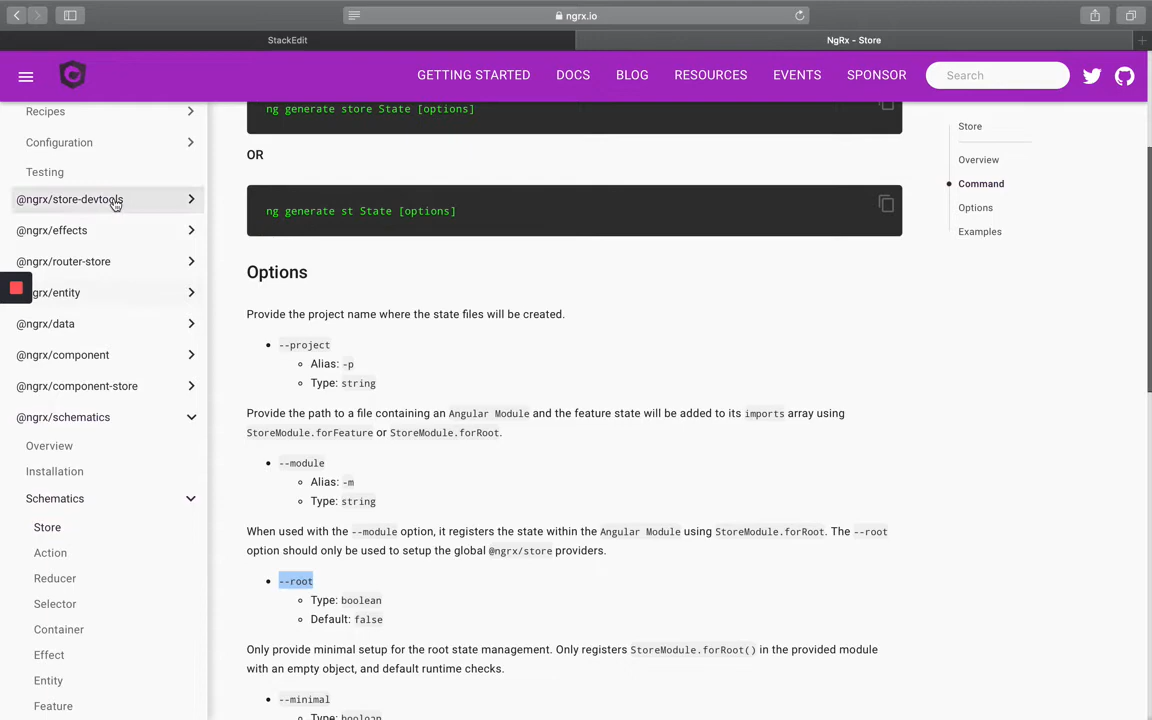 ngrx.io
StackEdit
NgRx - Store
GETTING STARTED
DOCS
BLOG
RESOURCES
EVENTS
SPONSOR
Search
Recipes
Configuration
Testing
@ngrx/store-devtools
@ngrx/effects
@ngrx/router-store
grx/entity
@ngrx/data
@ngrx/component
@ngrx/component-store
@ngrx/schematics
Overview
Installation
Schematics
Store
Action
Reducer
Selector
Container
Effect
Entity
Feature
ng generate store State [options]
OR
ng generate st State [options]
Options
Provide the project name where the state files will be created.
--project
Alias: -p
Type: string
Provide the path to a file containing an Angular Module and the feature state will be added to its imports array using
StoreModule.forFeature or StoreModule.forRoot.
--module
Alias: -m
Type: string
When used with the --module option, it registers the state within the Angular Module using StoreModule.forRoot. The --root
option should only be used to setup the global @ngrx/store providers.
--root
Type: boolean
Default: false
Only provide minimal setup for the root state management. Only registers StoreModule.forRoot() in the provided module
with an empty object, and default runtime checks.
--minimal
Type: boolean
Store
Overview
Command
Options
Examples